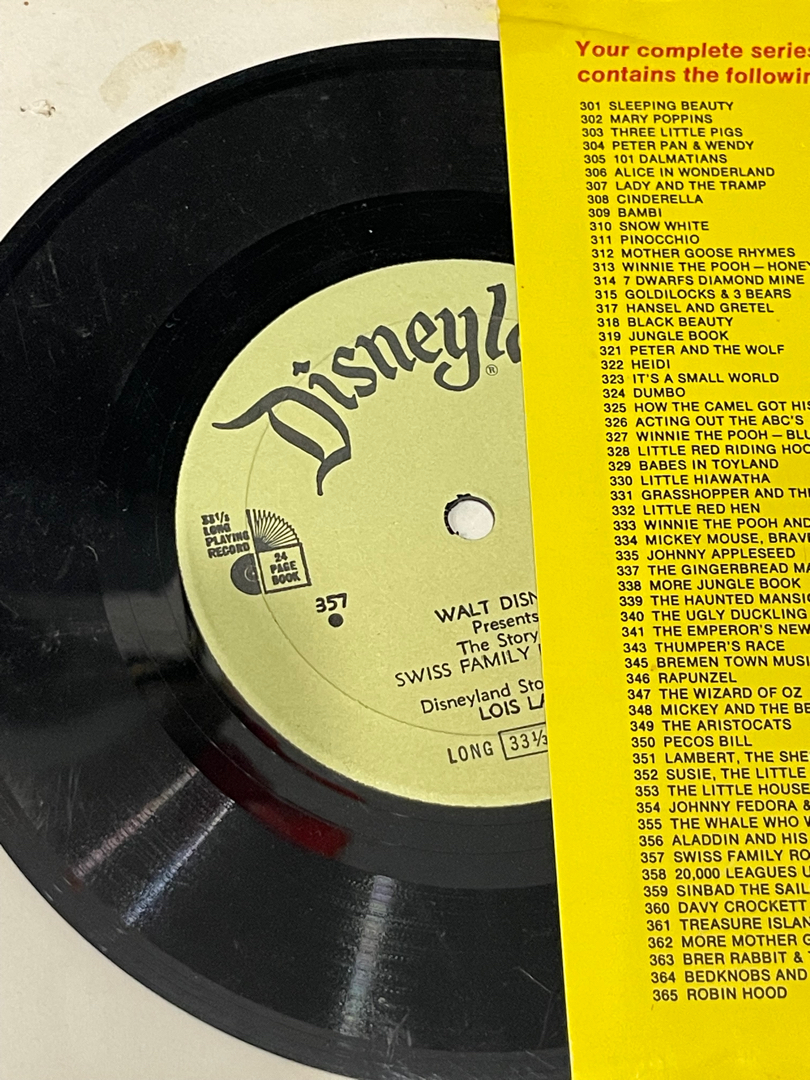 Disneyl
®
33 1/3
LONG
PLAYING
RECORD
24
PAGE
BOOK
357
WALT DISN
Presents
The Story
SWISS FAMILY
Disneyland Sto
LOIS LA
LONG 33⅓
Your complete series
contains the followin
301 SLEEPING BEAUTY
302 MARY POPPINS
303 THREE LITTLE PIGS
304 PETER PAN & WENDY
305 101 DALMATIANS
306 ALICE IN WONDERLAND
307 LADY AND THE TRAMP
308 CINDERELLA
309 BAMBI
310 SNOW WHITE
311 PINOCCHIO
312 MOTHER GOOSE RHYMES
313 WINNIE THE POOH – HONEY
314 7 DWARFS DIAMOND MINE
315 GOLDILOCKS & 3 BEARS
317 HANSEL AND GRETEL
318 BLACK BEAUTY
319 JUNGLE BOOK
321 PETER AND THE WOLF
322 HEIDI
323 IT'S A SMALL WORLD
324 DUMBO
325 HOW THE CAMEL GOT HIS
326 ACTING OUT THE ABC'S
327 WINNIE THE POOH – BLU
328 LITTLE RED RIDING HOO
329 BABES IN TOYLAND
330 LITTLE HIAWATHA
331 GRASSHOPPER AND THE
332 LITTLE RED HEN
333 WINNIE THE POOH AND
334 MICKEY MOUSE, BRAVE
335 JOHNNY APPLESEED
337 THE GINGERBREAD MA
338 MORE JUNGLE BOOK
339 THE HAUNTED MANSIO
340 THE UGLY DUCKLING
341 THE EMPEROR'S NEW
343 THUMPER'S RACE
345 BREMEN TOWN MUSI
346 RAPUNZEL
347 THE WIZARD OF OZ
348 MICKEY AND THE BE
349 THE ARISTOCATS
350 PECOS BILL
351 LAMBERT, THE SHE
352 SUSIE, THE LITTLE
353 THE LITTLE HOUSE
354 JOHNNY FEDORA &
355 THE WHALE WHO W
356 ALADDIN AND HIS
357 SWISS FAMILY RO
358 20,000 LEAGUES U
359 SINBAD THE SAIL
360 DAVY CROCKETT
361 TREASURE ISLAN
362 MORE MOTHER G
363 BRER RABBIT & T
364 BEDKNOBS AND
365 ROBIN HOOD